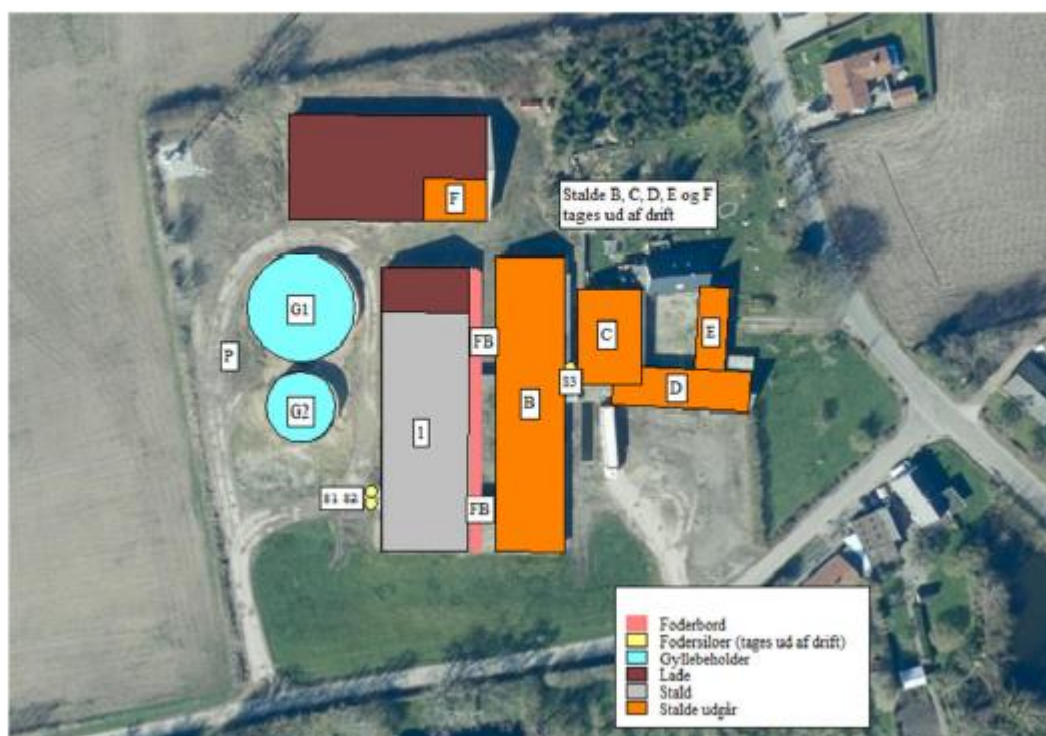 F
Stalde B, C, D, E og F
tages ud af drift
G1
FB
C
E
P
S3
D
G2
B
1
S1 S2
FB
Foderbord
Fodersiloer (tages ud af drift)
Gyllebeholder
Lade
Stald
Stalde udgår